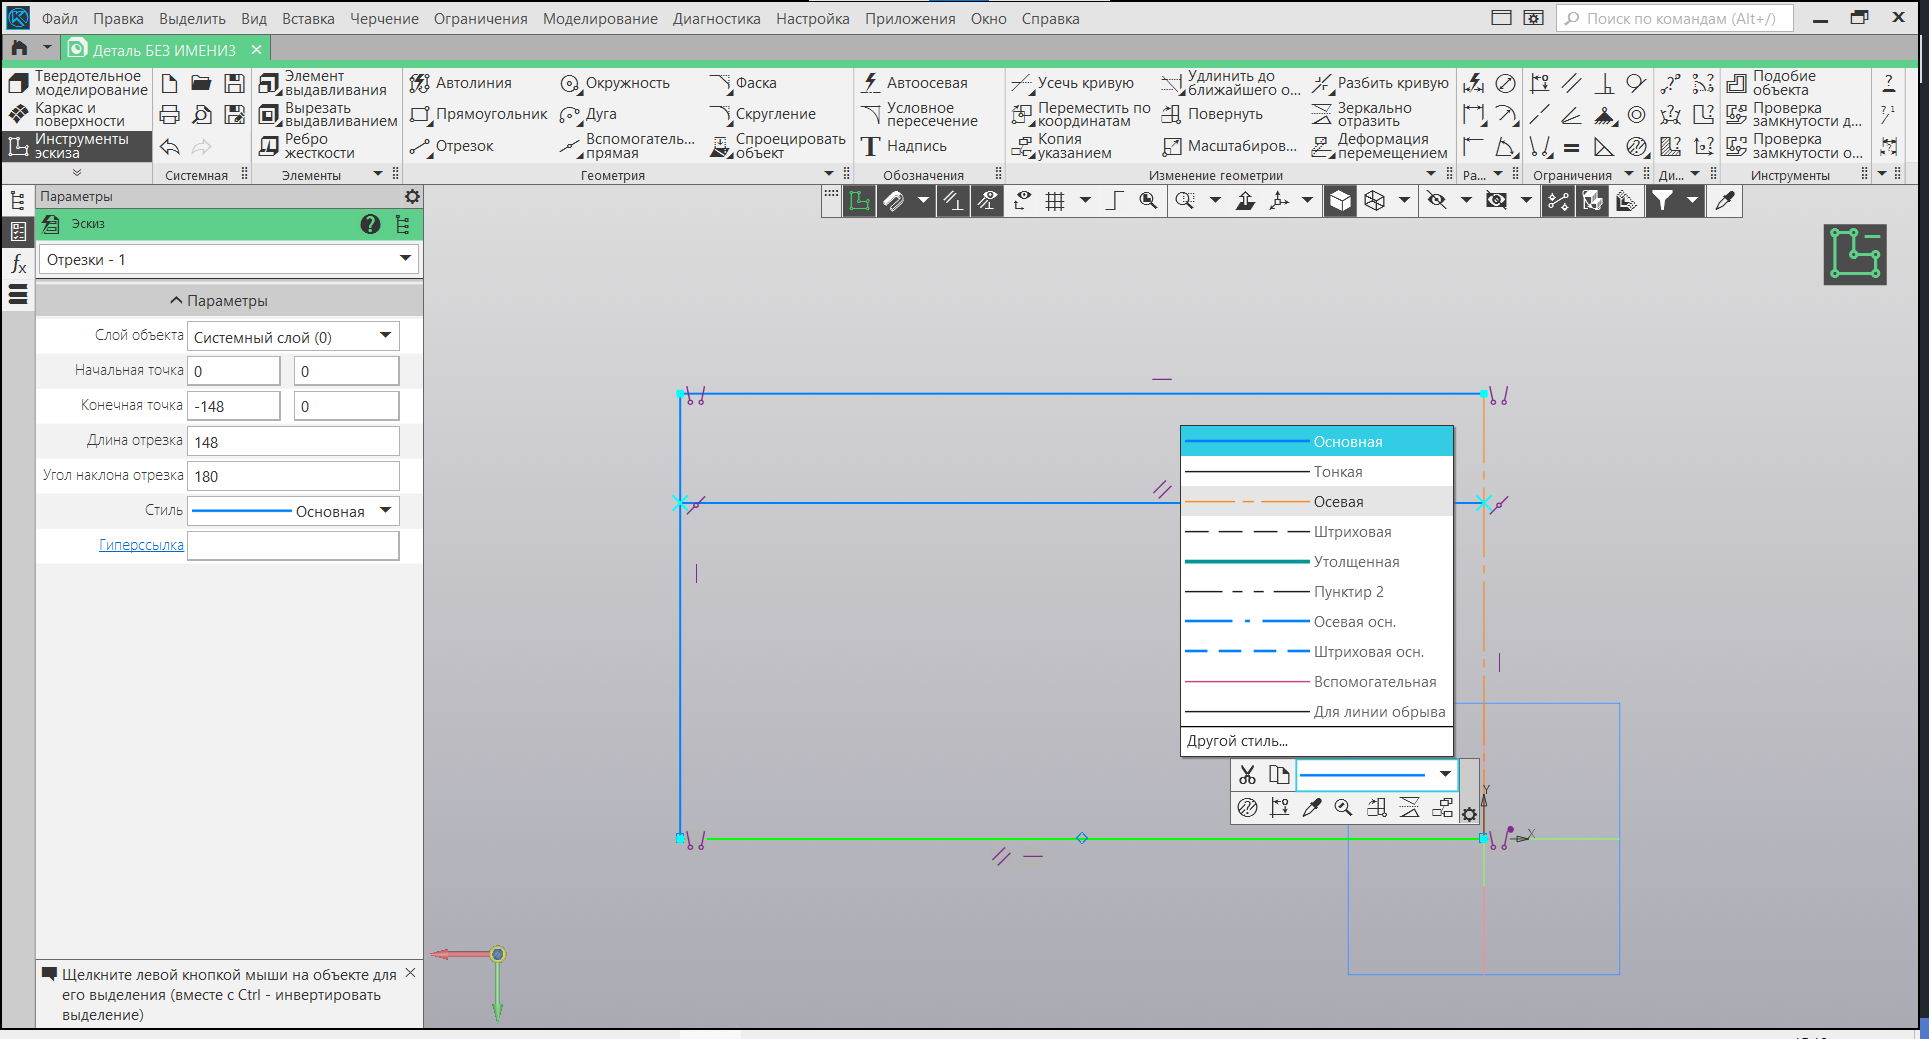 Файл Правка Выделить Вид Вставка Черчение Ограничения Моделирование Диагностика Настройка Приложения Окно Справка
Поиск по командам (Alt+/)
Деталь БЕЗ ИМЕНИ3
Твердотельное моделирование
Каркас и поверхности
Инструменты эскиза
Системная
Элемент выдавливания
Вырезать выдавливанием
Ребро жесткости
Элементы
Автолиния
Прямоугольник
Отрезок
Окружность
Дуга
Вспомогатель... прямая
Фаска
Скругление
Спроецировать объект
Геометрия
Автоосевая
Условное пересечение
Надпись
Обозначения
Усечь кривую
Переместить по координатам
Копия указанием
Удлинить до ближайшего о...
Повернуть
Масштабиров...
Разбить кривую
Зеркально отразить
Деформация перемещением
Изменение геометрии
Ра...
Ограничения
Ди...
Подобие объекта
Проверка замкнутости д...
Проверка замкнутости о...
Инструменты
Параметры
Эскиз
Отрезки - 1
Параметры
Слой объекта Системный слой (0)
Начальная точка 0 0
Конечная точка -148 0
Длина отрезка 148
Угол наклона отрезка 180
Стиль Основная
Гиперссылка
Основная
Тонкая
Осевая
Штриховая
Утолщенная
Пунктир 2
Осевая осн.
Штриховая осн.
Вспомогательная
Для линии обрыва
Другой стиль...
Y
X
Щелкните левой кнопкой мыши на объекте для
его выделения (вместе с Ctrl - инвертировать
выделение)